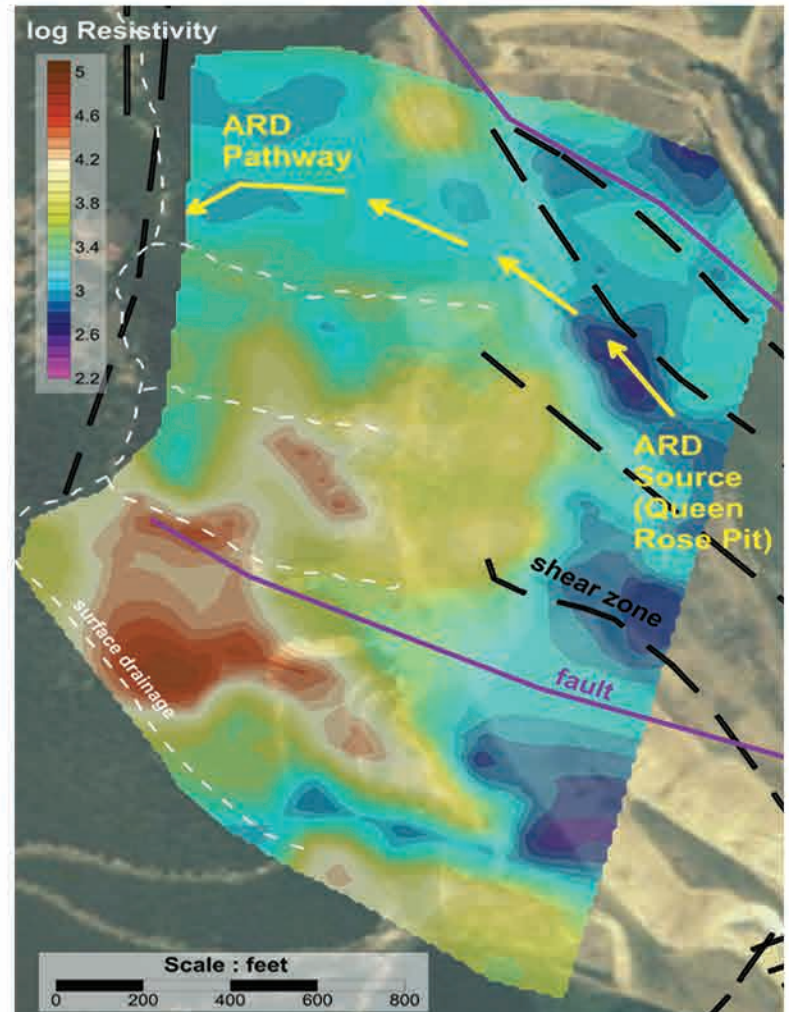 log Resistivity
5
4.6
4.2
3.8
3.4
3
2.6
2.2
ARD
Pathway
ARD
Source
(Queen
Rose Pit)
shear zone
fault
surface drainage
Scale : feet
0 200 400 600 800